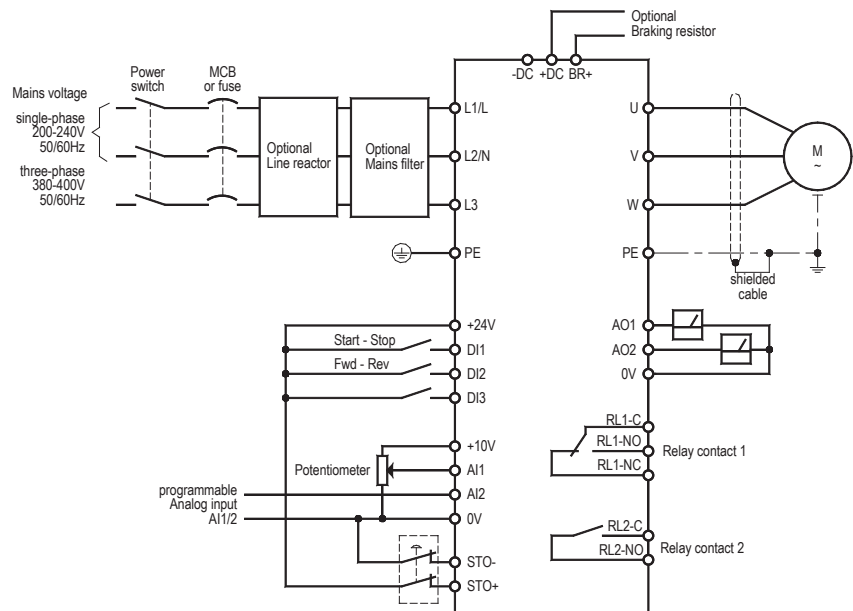 Optional
Braking resistor
-DC +DC BR+
Power
switch
MCB
or fuse
Mains voltage
single-phase
200-240V
50/60Hz
three-phase
380-400V
50/60Hz
Optional
Line reactor
Optional
Mains filter
L1/L
L2/N
L3
PE
U
V
W
PE
M
~
shielded
cable
+24V
Start - Stop
DI1
Fwd - Rev
DI2
DI3
+10V
Potentiometer
AI1
programmable
Analog input
AI1/2
AI2
0V
STO-
STO+
AO1
AO2
0V
RL1-C
RL1-NO
RL1-NC
Relay contact 1
RL2-C
RL2-NO
Relay contact 2